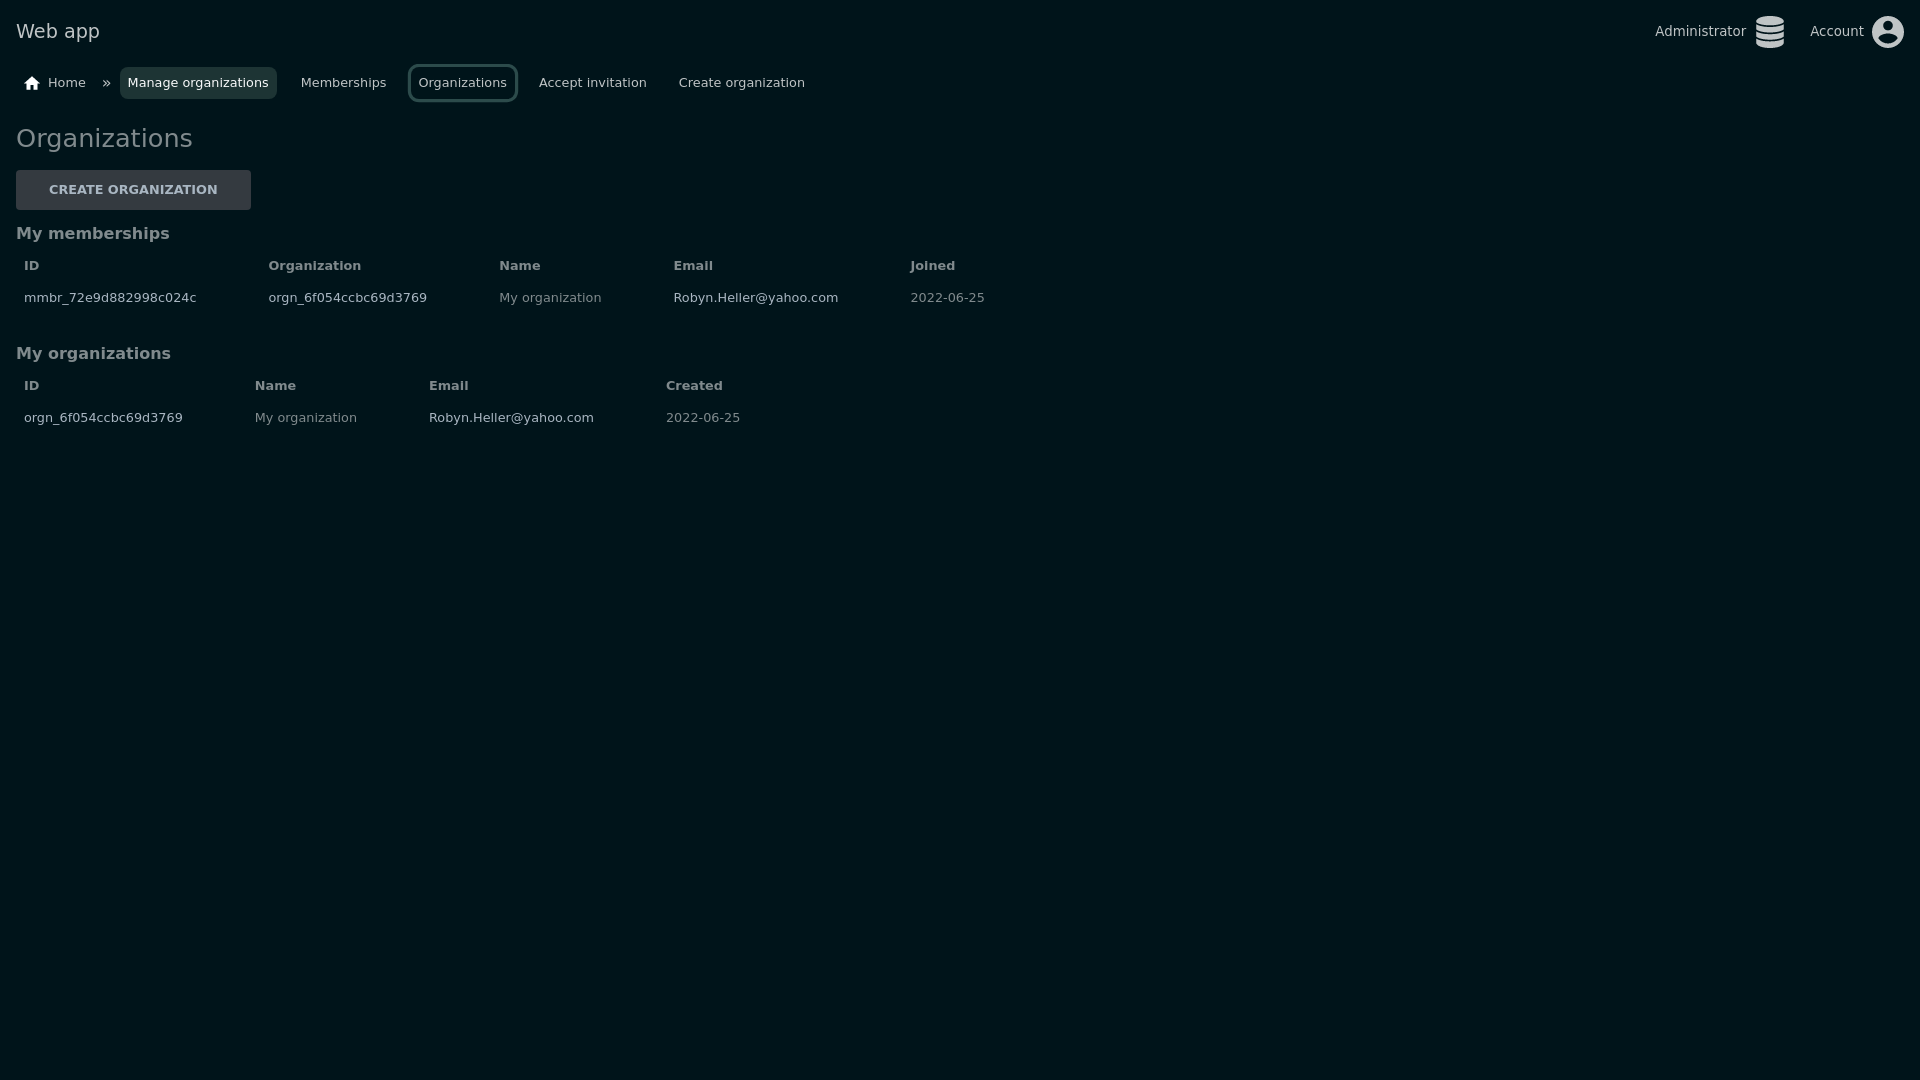 Web app
Administrator Account
Home » Manage organizations Memberships Organizations Accept invitation Create organization
Organizations
CREATE ORGANIZATION
My memberships
ID Organization Name Email Joined
mmbr_72e9d882998c024c orgn_6f054ccbc69d3769 My organization Robyn.Heller@yahoo.com 2022-06-25
My organizations
ID Name Email Created
orgn_6f054ccbc69d3769 My organization Robyn.Heller@yahoo.com 2022-06-25